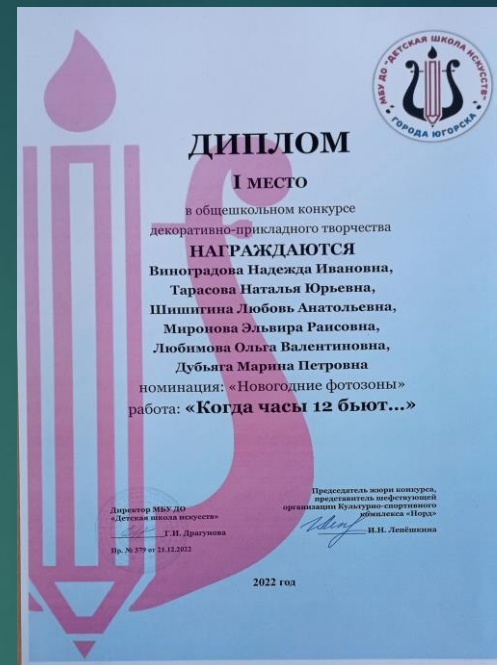 МБУ ДО "ДЕТСКАЯ ШКОЛА ИСКУССТВ"
ГОРОДА ЮГОРСКА
ДИПЛОМ
I МЕСТО
в общешкольном конкурсе
декоративно-прикладного творчества
НАГРАЖДАЮТСЯ
Виноградова Надежда Ивановна,
Тарасова Наталья Юрьевна,
Шишигина Любовь Анатольевна,
Миронова Эльвира Раисовна,
Любимова Ольга Валентиновна,
Дубьяга Марина Петровна
номинация: «Новогодние фотозоны»
работа: «Когда часы 12 бьют...»
Директор МБУ ДО
«Детская школа искусств»
Г.И. Драгунова
Пр. № 379 от 21.12.2022
Председатель жюри конкурса,
представитель шефствующей
организации Культурно-спортивного
комплекса «Норд»
И.Н. Лепёшкина
2022 год